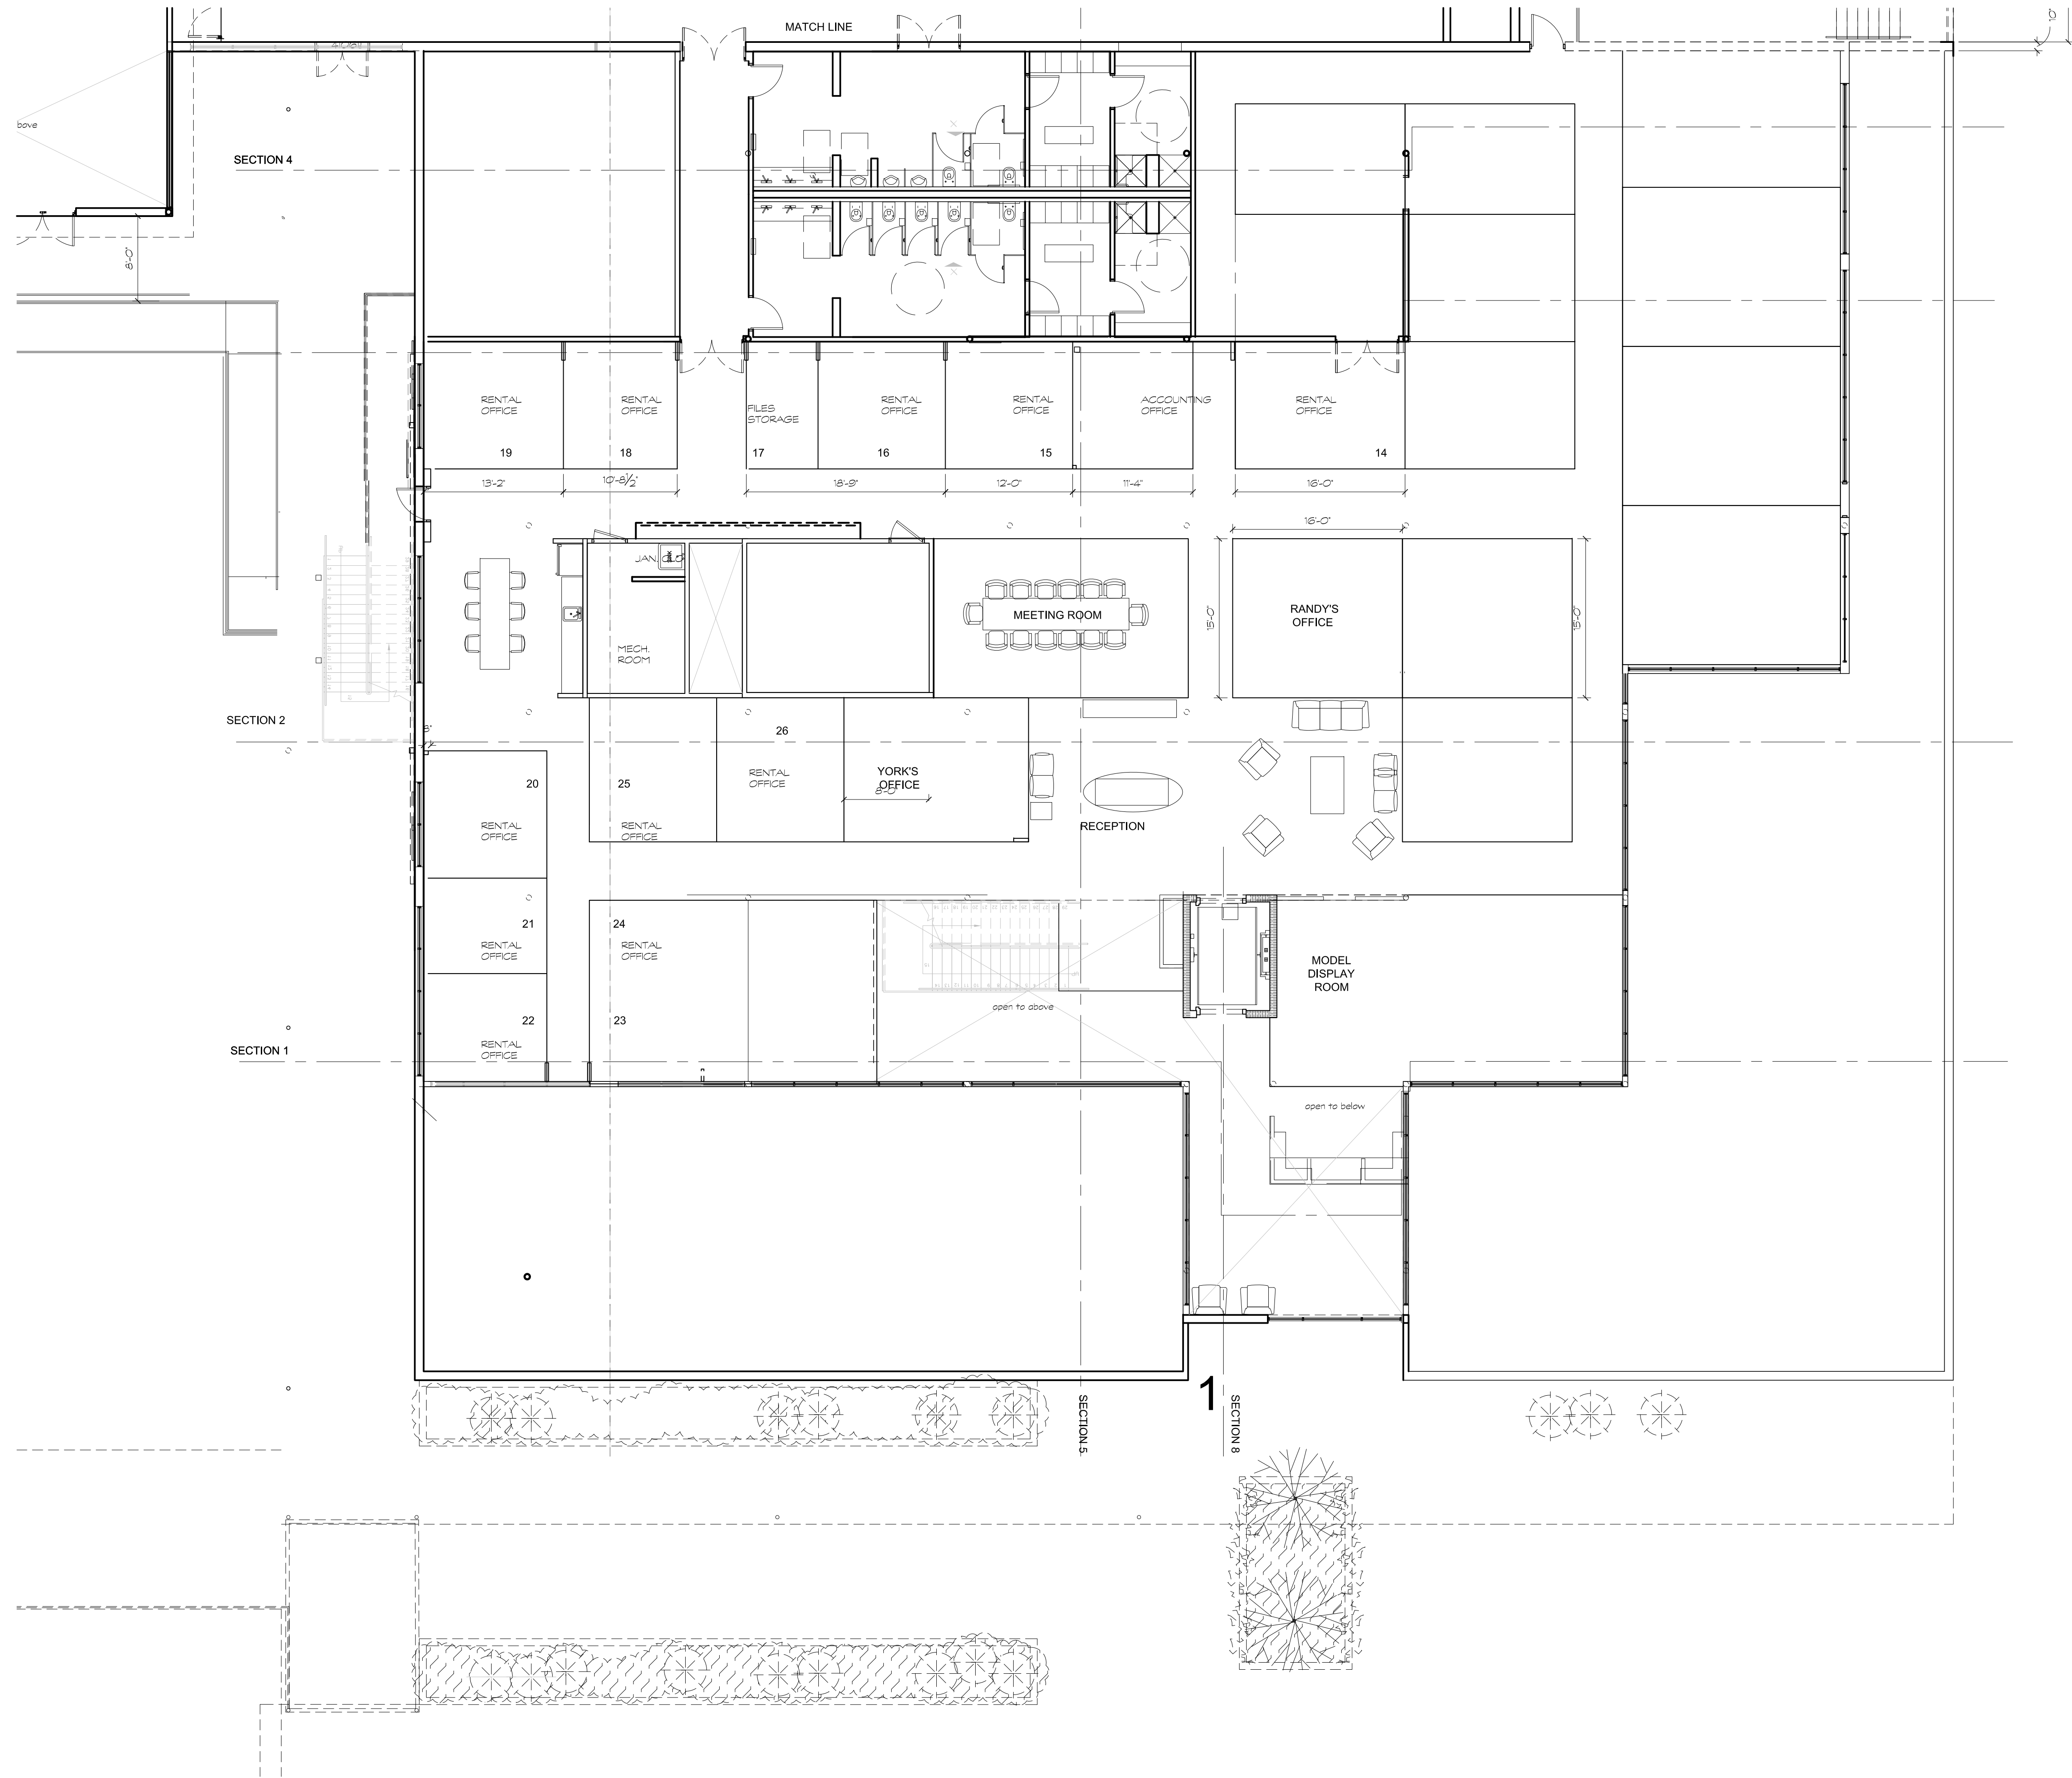 MATCH LINE
10"
bove
SECTION 4
8'-0"
RENTAL
OFFICE
19
RENTAL
OFFICE
18
FILES
STORAGE
17
RENTAL
OFFICE
16
RENTAL
OFFICE
15
ACCOUNTING
OFFICE
RENTAL
OFFICE
14
13'-2"
10'-8 1/2"
18'-9"
12'-0"
11'-4"
16'-0"
16'-0"
JAN.
MECH.
ROOM
MEETING ROOM
15'-0"
RANDY'S
OFFICE
15'-0"
SECTION 2
8"
20
RENTAL
OFFICE
25
RENTAL
OFFICE
26
RENTAL
OFFICE
YORK'S
OFFICE
8'-0"
RECEPTION
21
RENTAL
OFFICE
24
RENTAL
OFFICE
MODEL
DISPLAY
ROOM
open to above
22
RENTAL
OFFICE
23
SECTION 1
open to below
SECTION 5
1
SECTION 8